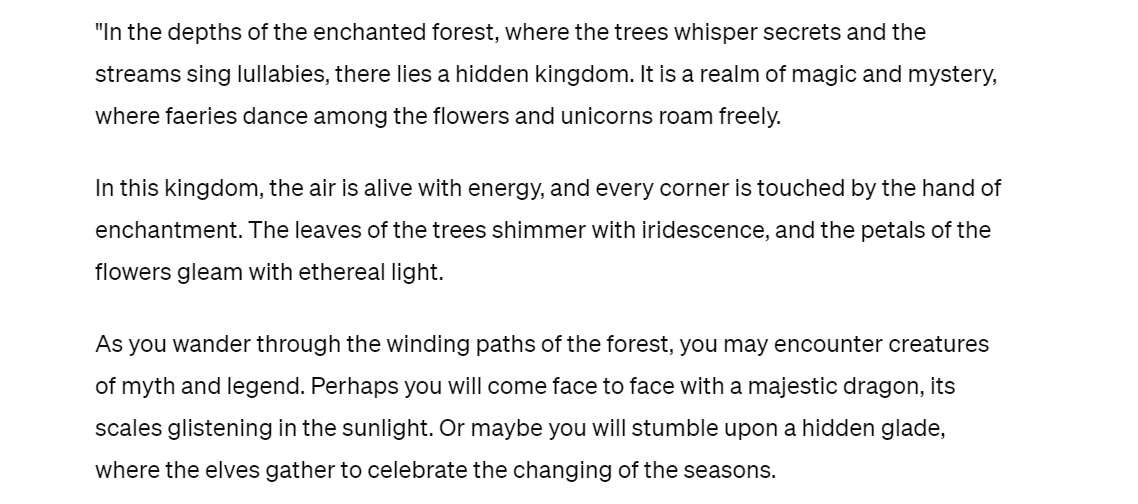 "In the depths of the enchanted forest, where the trees whisper secrets and the
streams sing lullabies, there lies a hidden kingdom. It is a realm of magic and mystery,
where faeries dance among the flowers and unicorns roam freely.
In this kingdom, the air is alive with energy, and every corner is touched by the hand of
enchantment. The leaves of the trees shimmer with iridescence, and the petals of the
flowers gleam with ethereal light.
As you wander through the winding paths of the forest, you may encounter creatures
of myth and legend. Perhaps you will come face to face with a majestic dragon, its
scales glistening in the sunlight. Or maybe you will stumble upon a hidden glade,
where the elves gather to celebrate the changing of the seasons.